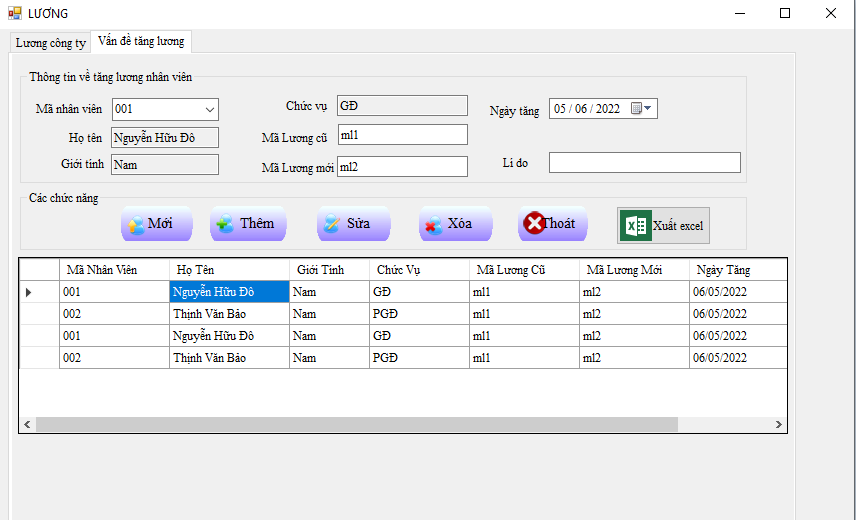 LƯƠNG
Lương công ty Vấn đề tăng lương
Thông tin về tăng lương nhân viên
Mã nhân viên 001 Chức vụ GĐ Ngày tăng 05 / 06 / 2022
Họ tên Nguyễn Hữu Đô Mã Lương cũ ml1
Giới tính Nam Mã Lương mới ml2 Lí do
Các chức năng
Mới Thêm Sửa Xóa Thoát Xuất excel
Mã Nhân Viên Họ Tên Giới Tính Chức Vụ Mã Lương Cũ Mã Lương Mới Ngày Tăng
001 Nguyễn Hữu Đô Nam GĐ ml1 ml2 06/05/2022
002 Thịnh Văn Bảo Nam PGĐ ml1 ml2 06/05/2022
001 Nguyễn Hữu Đô Nam GĐ ml1 ml2 06/05/2022
002 Thịnh Văn Bảo Nam PGĐ ml1 ml2 06/05/2022